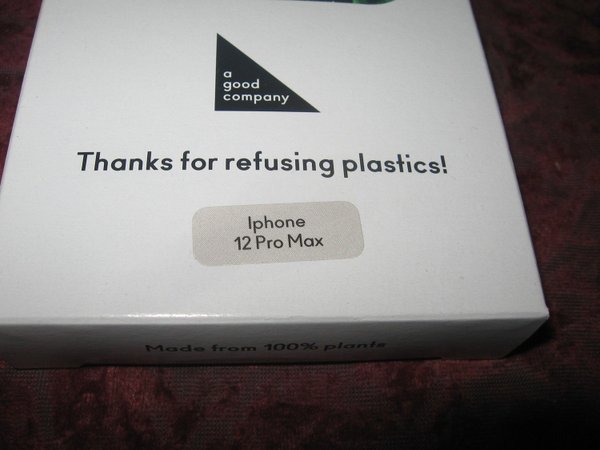 a
good
company
Thanks for refusing plastics!
Iphone
12 Pro Max
Made from 100% plants